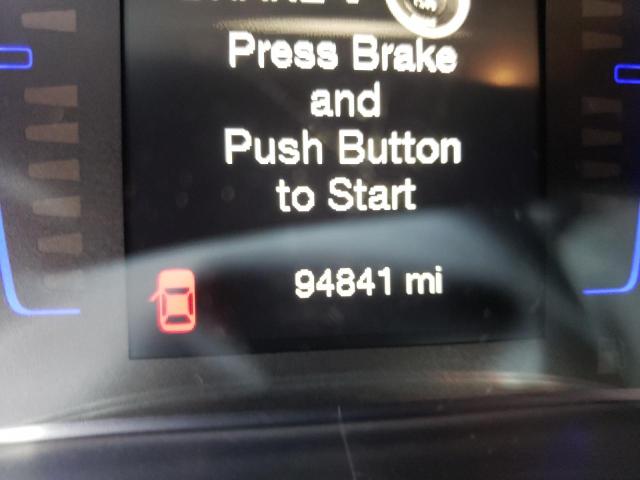 Press Brake
and
Push Button
to Start
94841 mi